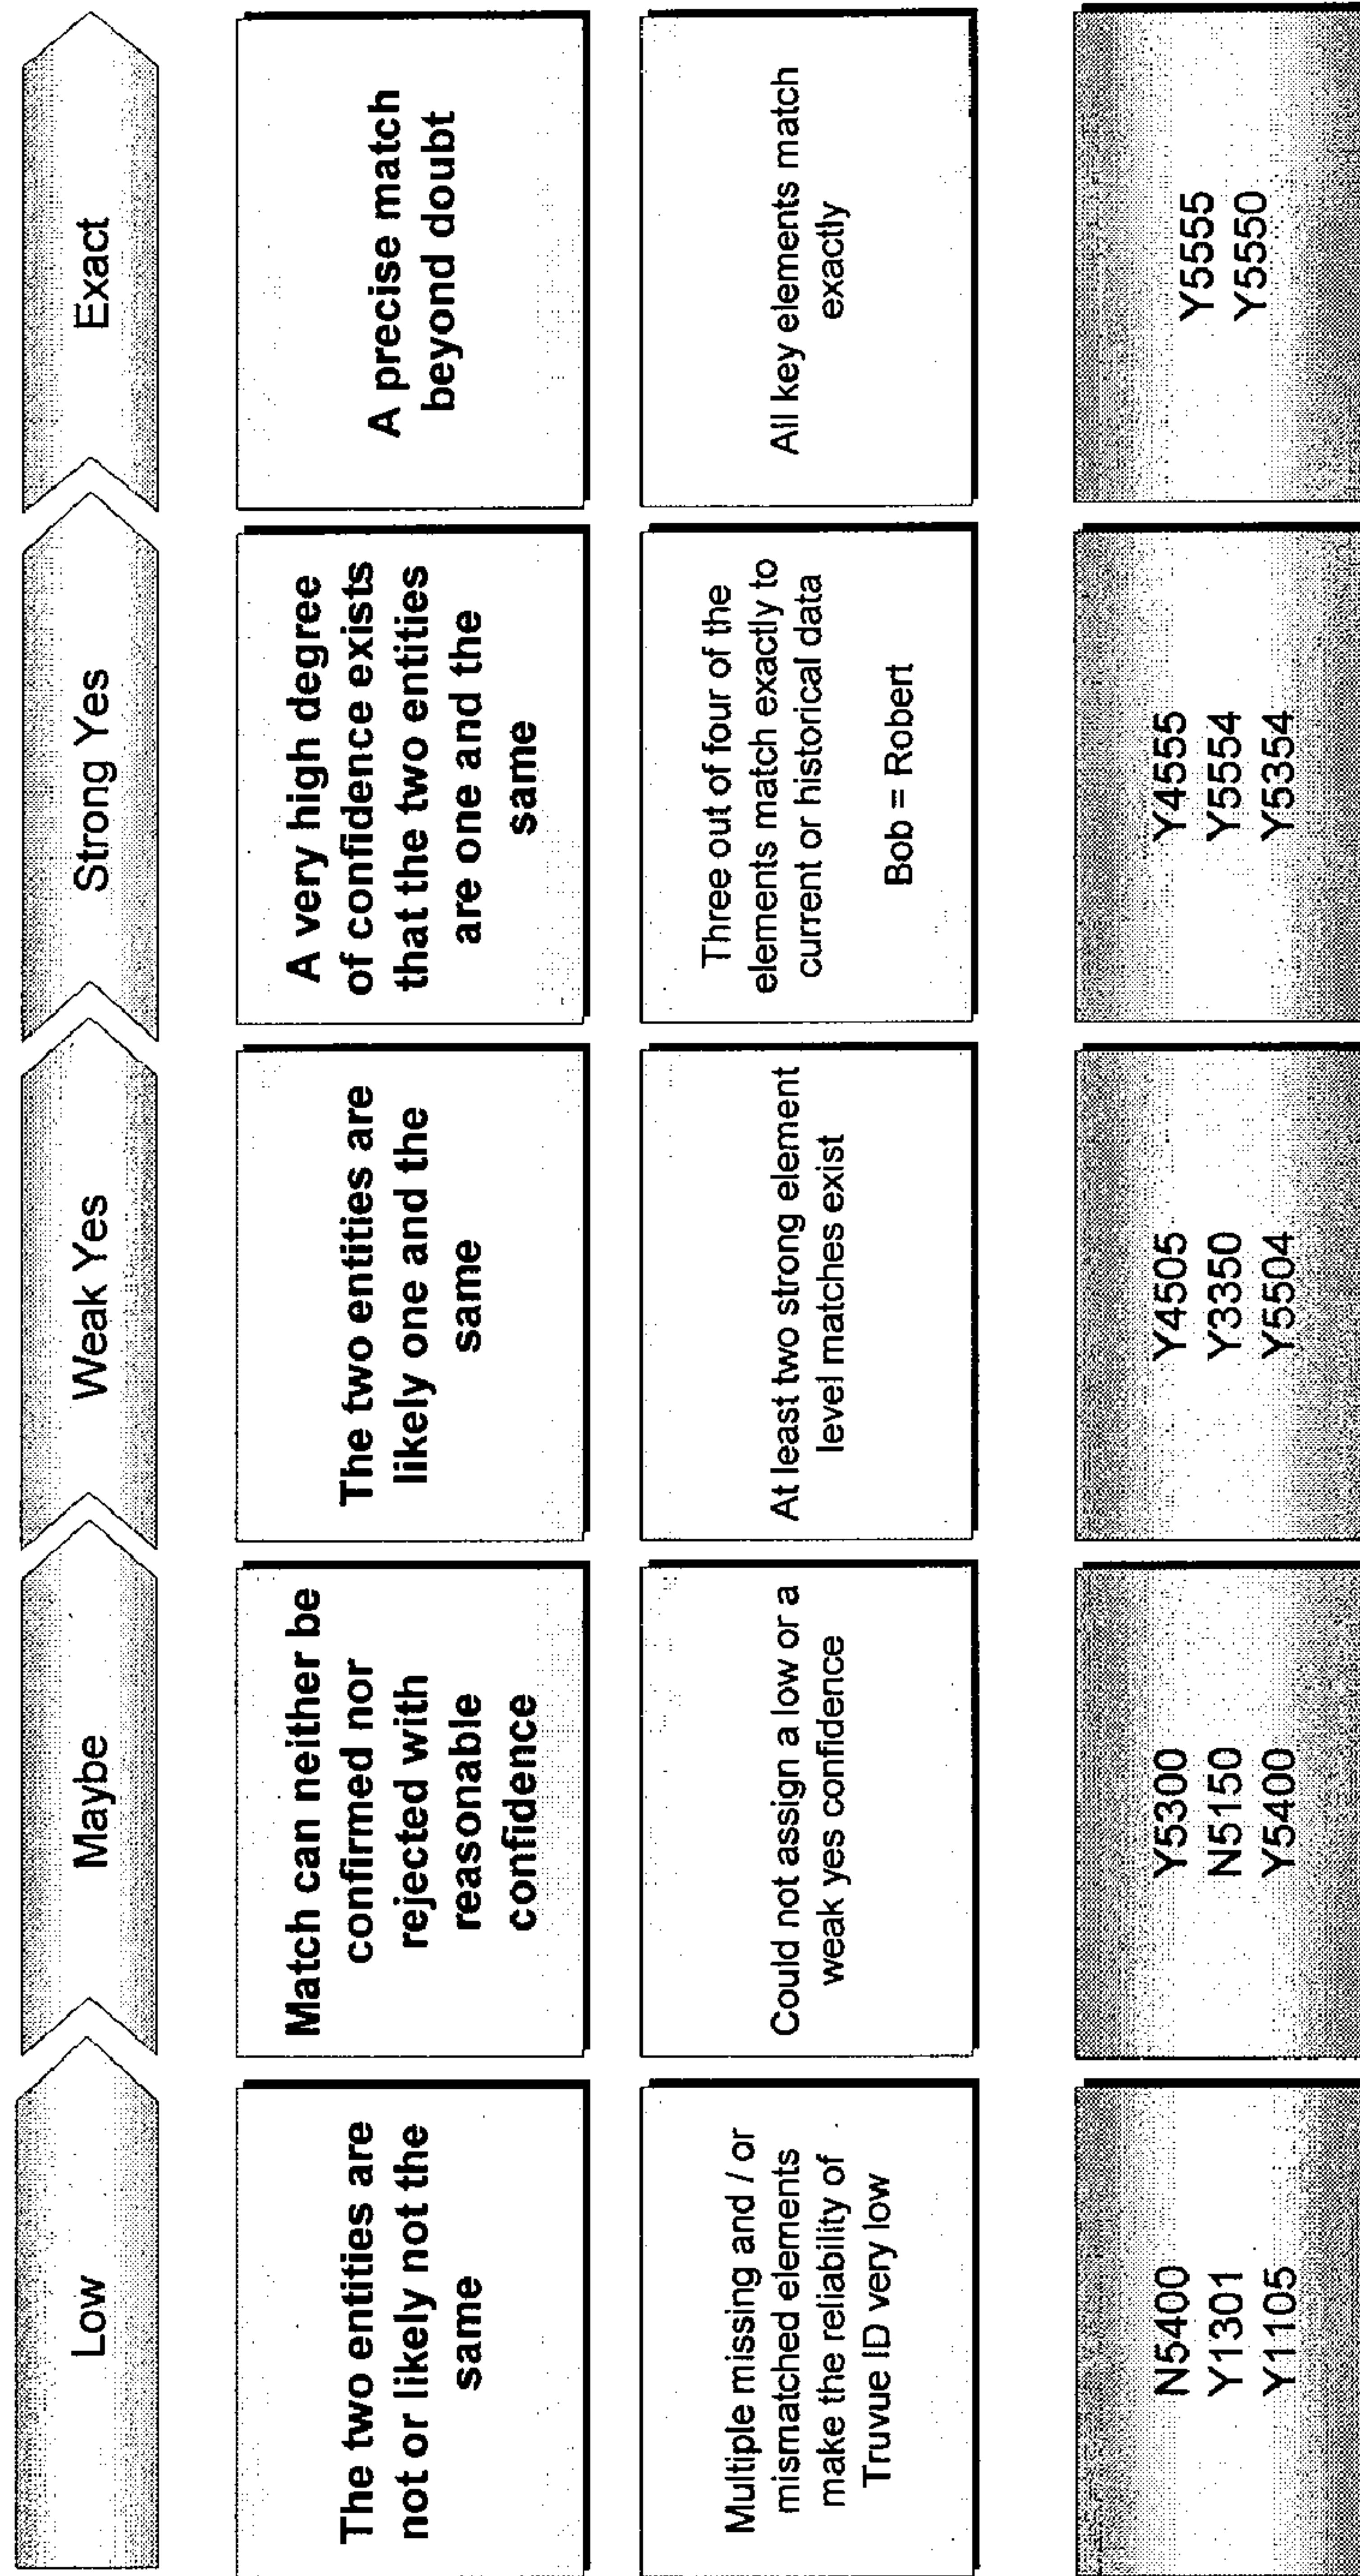 Low
Maybe
Weak Yes
Strong Yes
Exact
The two entities are
not or likely not the
same
Match can neither be
confirmed nor
rejected with
reasonable
confidence
The two entities are
likely one and the
same
A very high degree
of confidence exists
that the two entities
are one and the
same
A precise match
beyond doubt
Multiple missing and / or
mismatched elements
make the reliability of
Truvue ID very low
Could not assign a low or a
weak yes confidence
At least two strong element
level matches exist
Three out of four of the
elements match exactly to
current or historical data
Bob = Robert
All key elements match
exactly
N5400
Y1301
Y1105
Y5300
N5150
Y5400
Y4505
Y3350
Y5504
Y4555
Y5554
Y5354
Y5555
Y5550